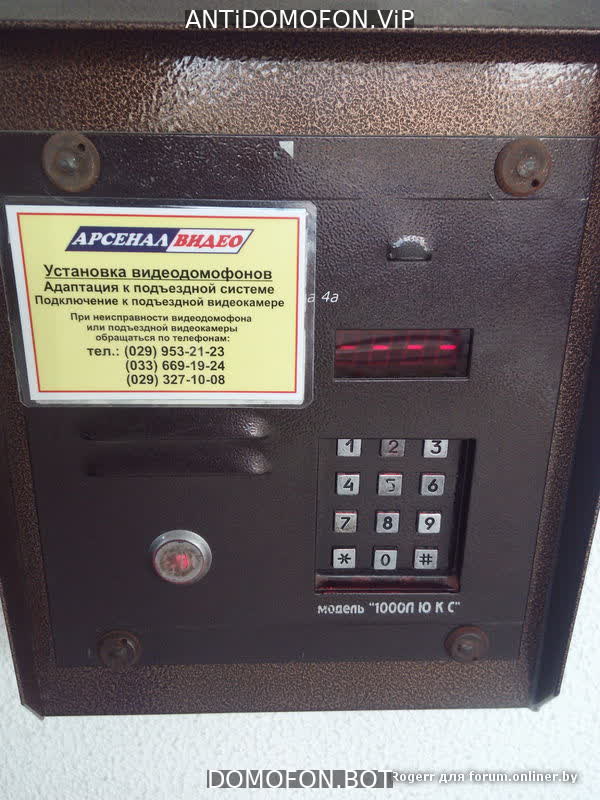 ANTiDOMOFON.ViP
АРСЕНАЛ ВИДЕО
Установка видеодомофонов
Адаптация к подъездной системе
Подключение к подъездной видеокамере
При неисправности видеодомофона
или подъездной видеокамеры
обращаться по телефонам:
тел.: (029) 953-21-23
(033) 669-19-24
(029) 327-10-08
4а
1 2 3
4 5 6
7 8 9
* 0 #
модель "1000Л Ю К С"
DOMOFON.BOT
Rogerr для forum.onliner.by